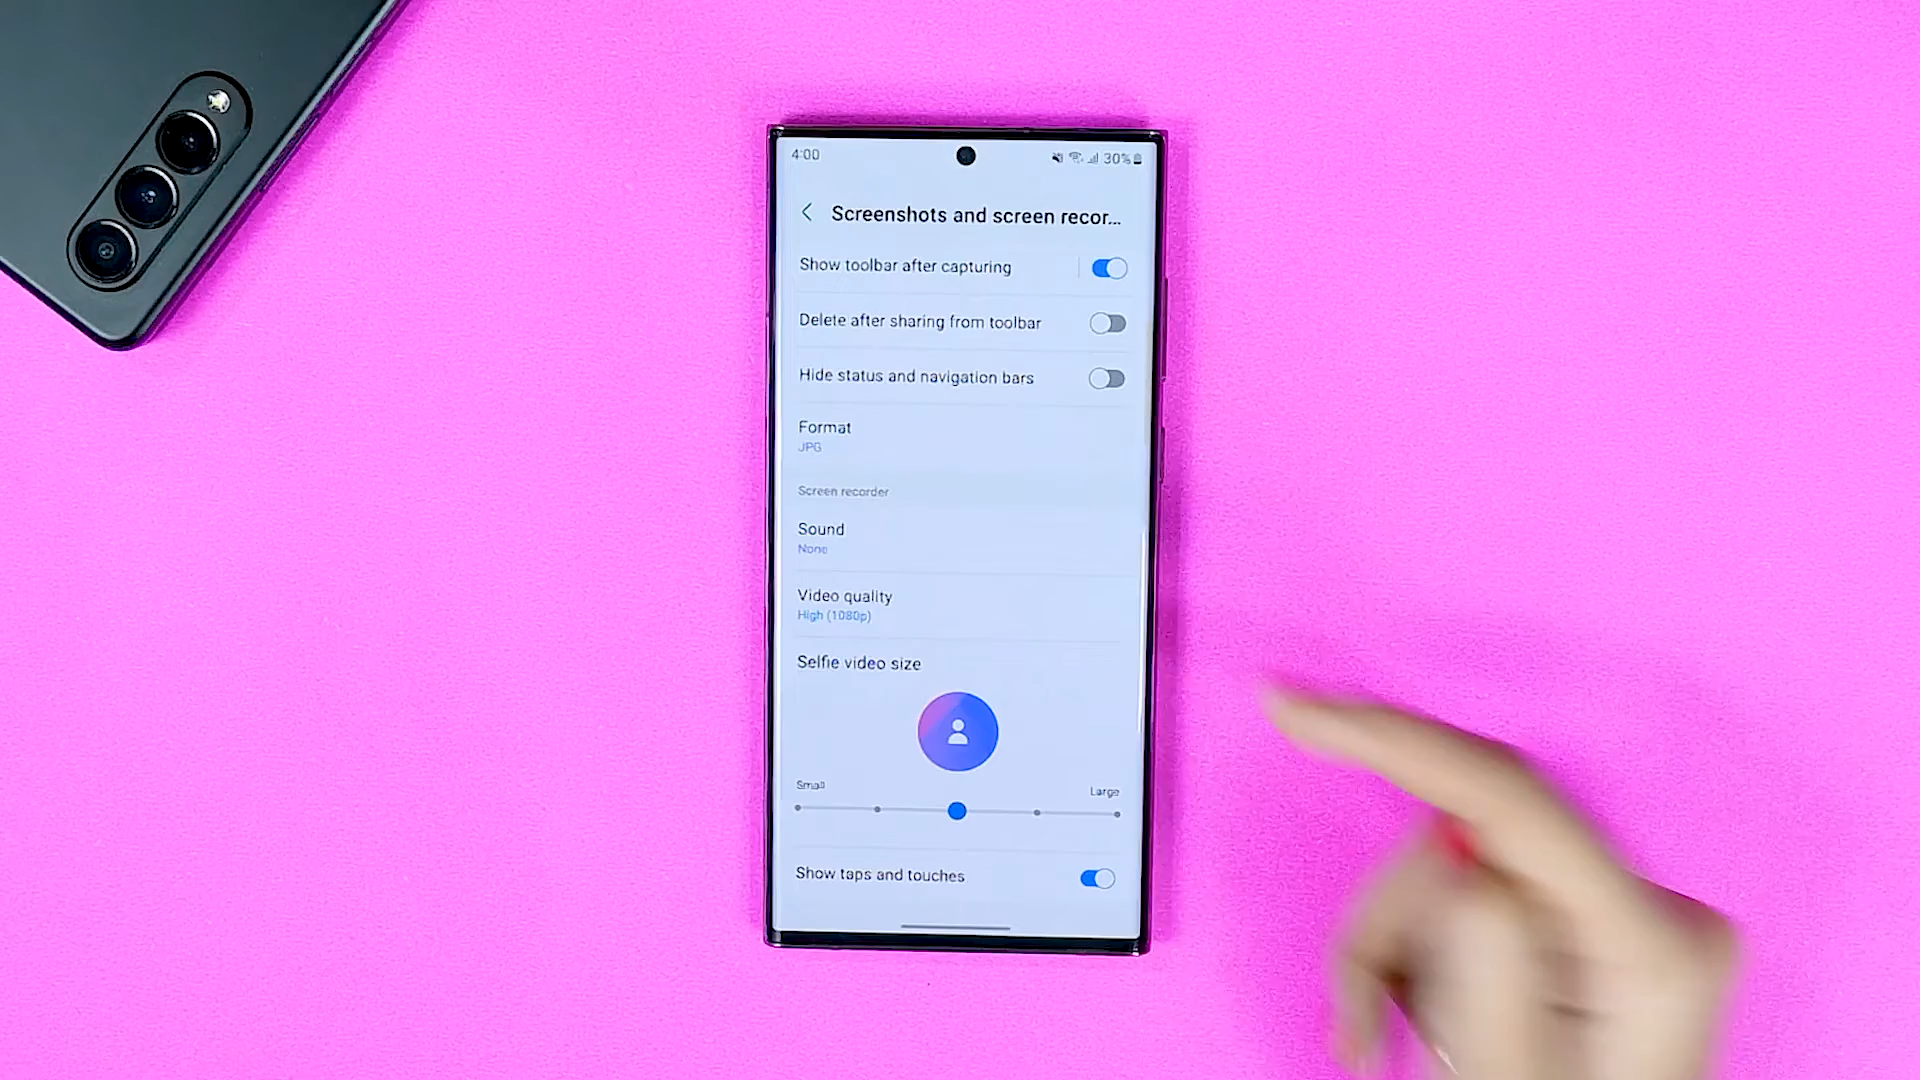 4:00
30%
Screenshots and screen recor...
Show toolbar after capturing
Delete after sharing from toolbar
Hide status and navigation bars
Format
JPG
Screen recorder
Sound
None
Video quality
High (1080p)
Selfie video size
Small
Large
Show taps and touches